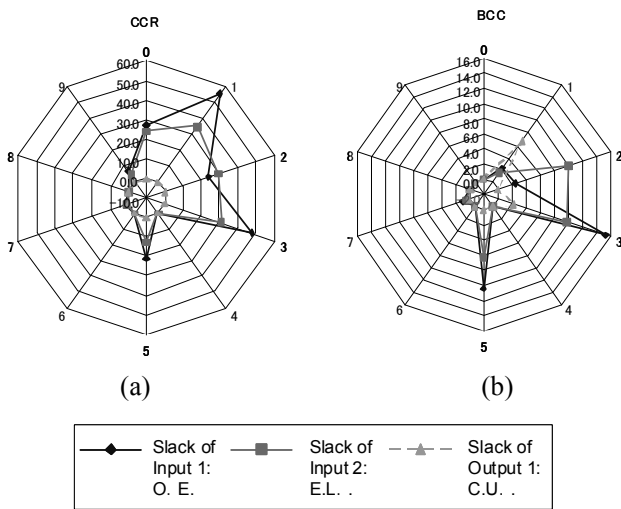 CCR
0
60.0
50.0
40.0
30.0
20.0
10.0
0.0
−10.0
1
2
3
4
5
6
7
8
9
(a)
BCC
0
16.0
14.0
12.0
10.0
8.0
6.0
4.0
2.0
0.0
1
2
3
4
5
6
7
8
9
(b)
Slack of
Input 1:
O. E.
Slack of
Input 2:
E.L. .
Slack of
Output 1:
C.U. .